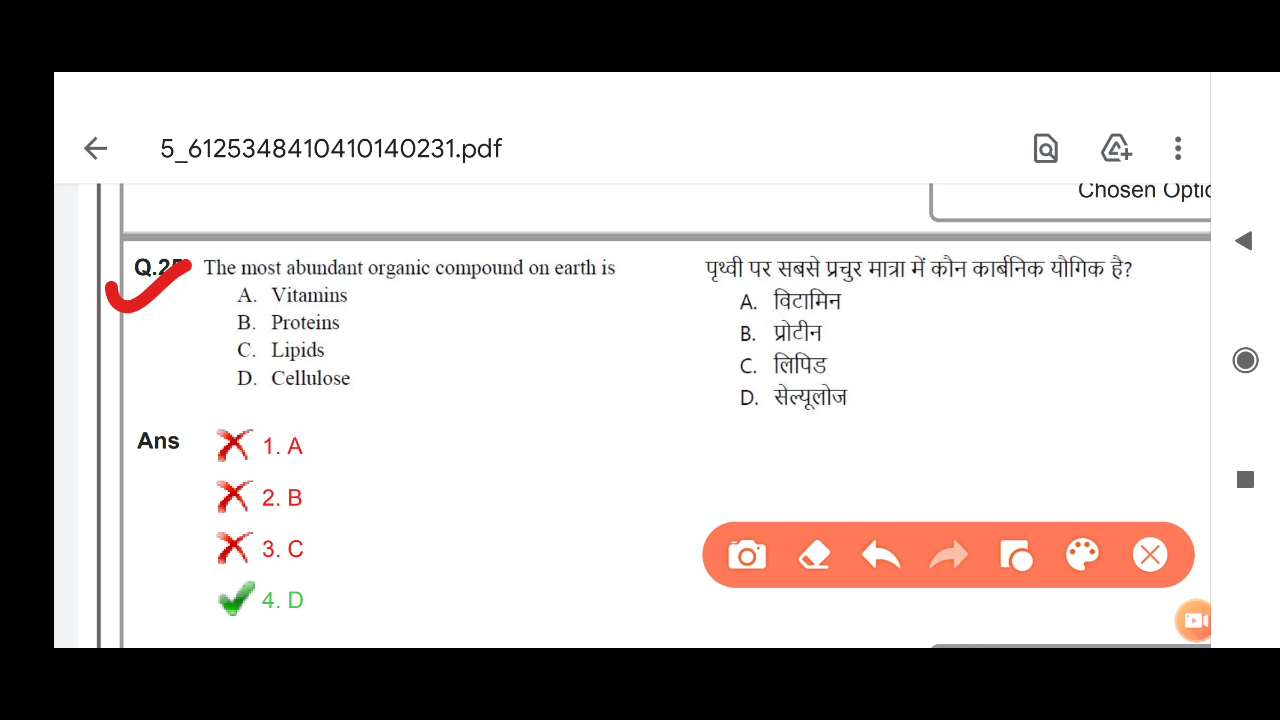 5_6125348410410140231.pdf
Chosen
Q.25
The most abundant organic compound on earth is
A. Vitamins
B. Proteins
C. Lipids
D. Cellulose
पृथ्वी पर सबसे प्रचुर मात्रा में कौन कार्बनिक यौगिक है?
A. विटामिन
B. प्रोटीन
C. लिपिड
D. सेल्यूलोज
Ans
1. A
2. B
3. C
4. D